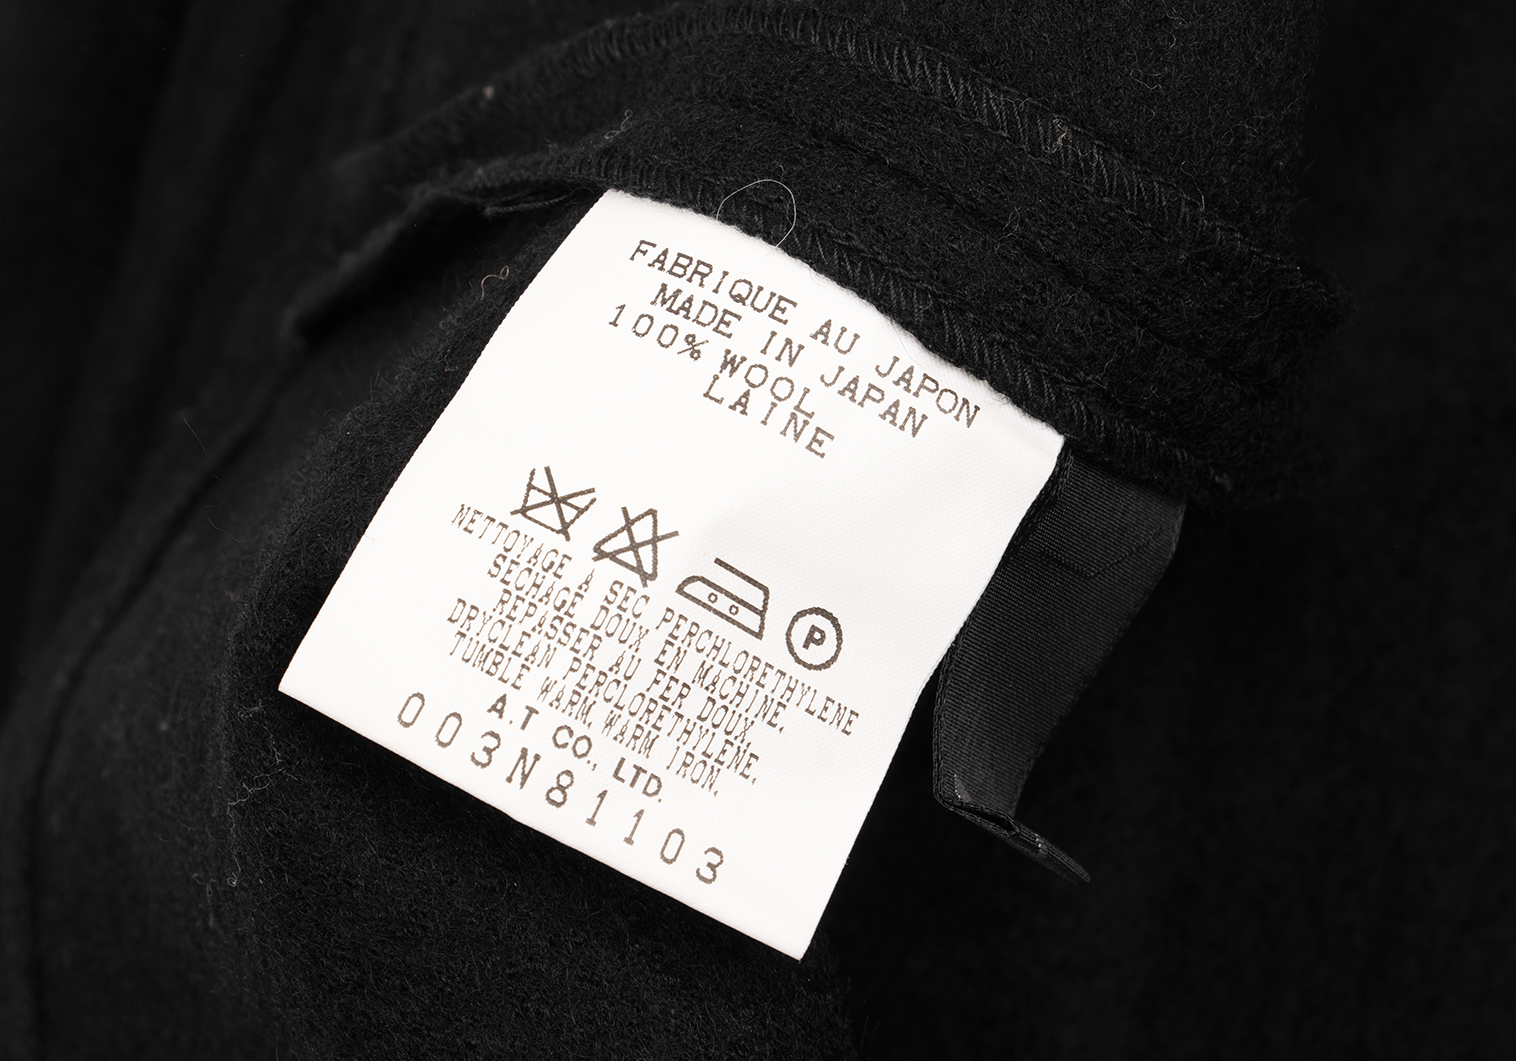 FABRIQUE AU JAPON
MADE IN JAPAN
100% WOOL
LAINE
P
NETTOYAGE A SEC PERCHLORETHYLENE
SECHAGE DOUX EN MACHINE.
REPASSER AU FER DOUX.
DRYCLEAN PERCLORETHYLENE,
TUMBLE WARM. WARM IRON.
A.T CO., LTD.
003N81103